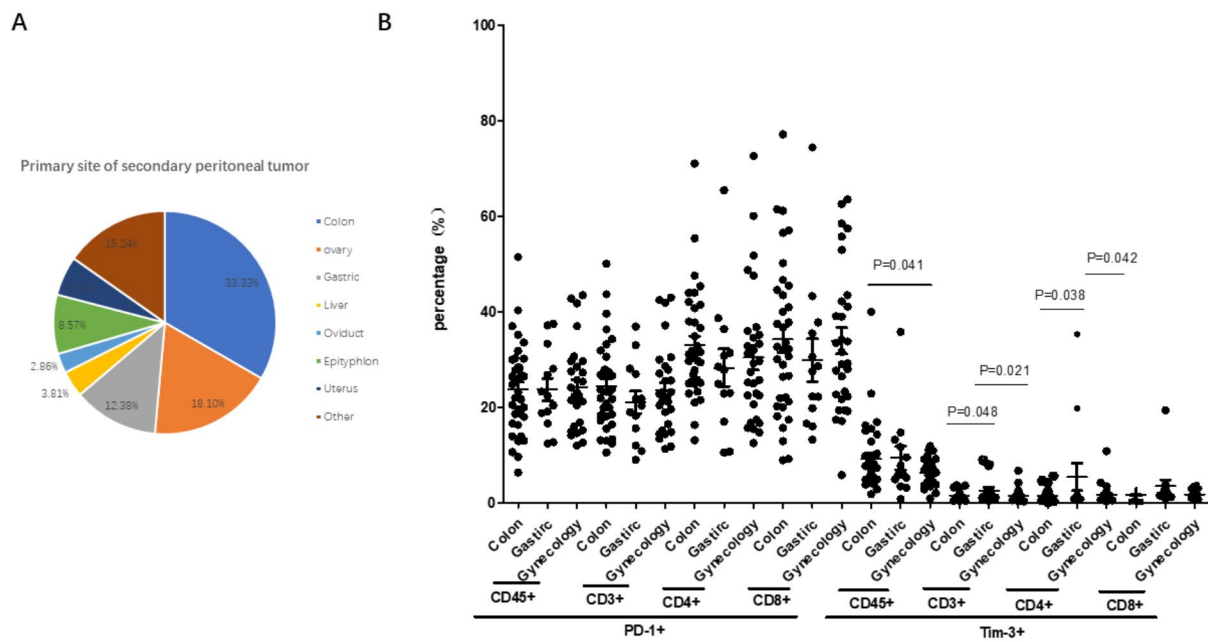 A
B
Primary site of secondary peritoneal tumor
15.24%
33.33%
8.57%
2.86%
3.81%
12.38%
18.10%
Colon
ovary
Gastric
Liver
Oviduct
Epityphlon
Uterus
Other
percentage (%)
100
80
60
40
20
0
P=0.041
P=0.048
P=0.021
P=0.038
P=0.042
Colon
Gastirc
Gynecology
Colon
Gastirc
Gynecology
Colon
Gastirc
Gynecology
Colon
Gastirc
Gynecology
Colon
Gastirc
Gynecology
Colon
Gastirc
Gynecology
Colon
Gastirc
Gynecology
Colon
Gastirc
Gynecology
CD45+ CD3+ CD4+ CD8+ CD45+ CD3+ CD4+ CD8+
PD-1+ Tim-3+